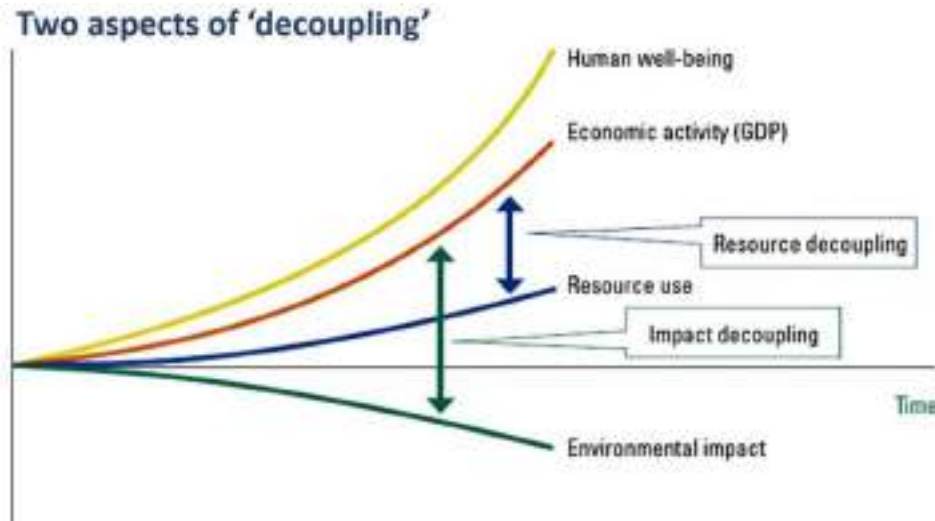 Two aspects of ‘decoupling’
Human well-being
Economic activity (GDP)
Resource decoupling
Resource use
Impact decoupling
Time
Environmental impact